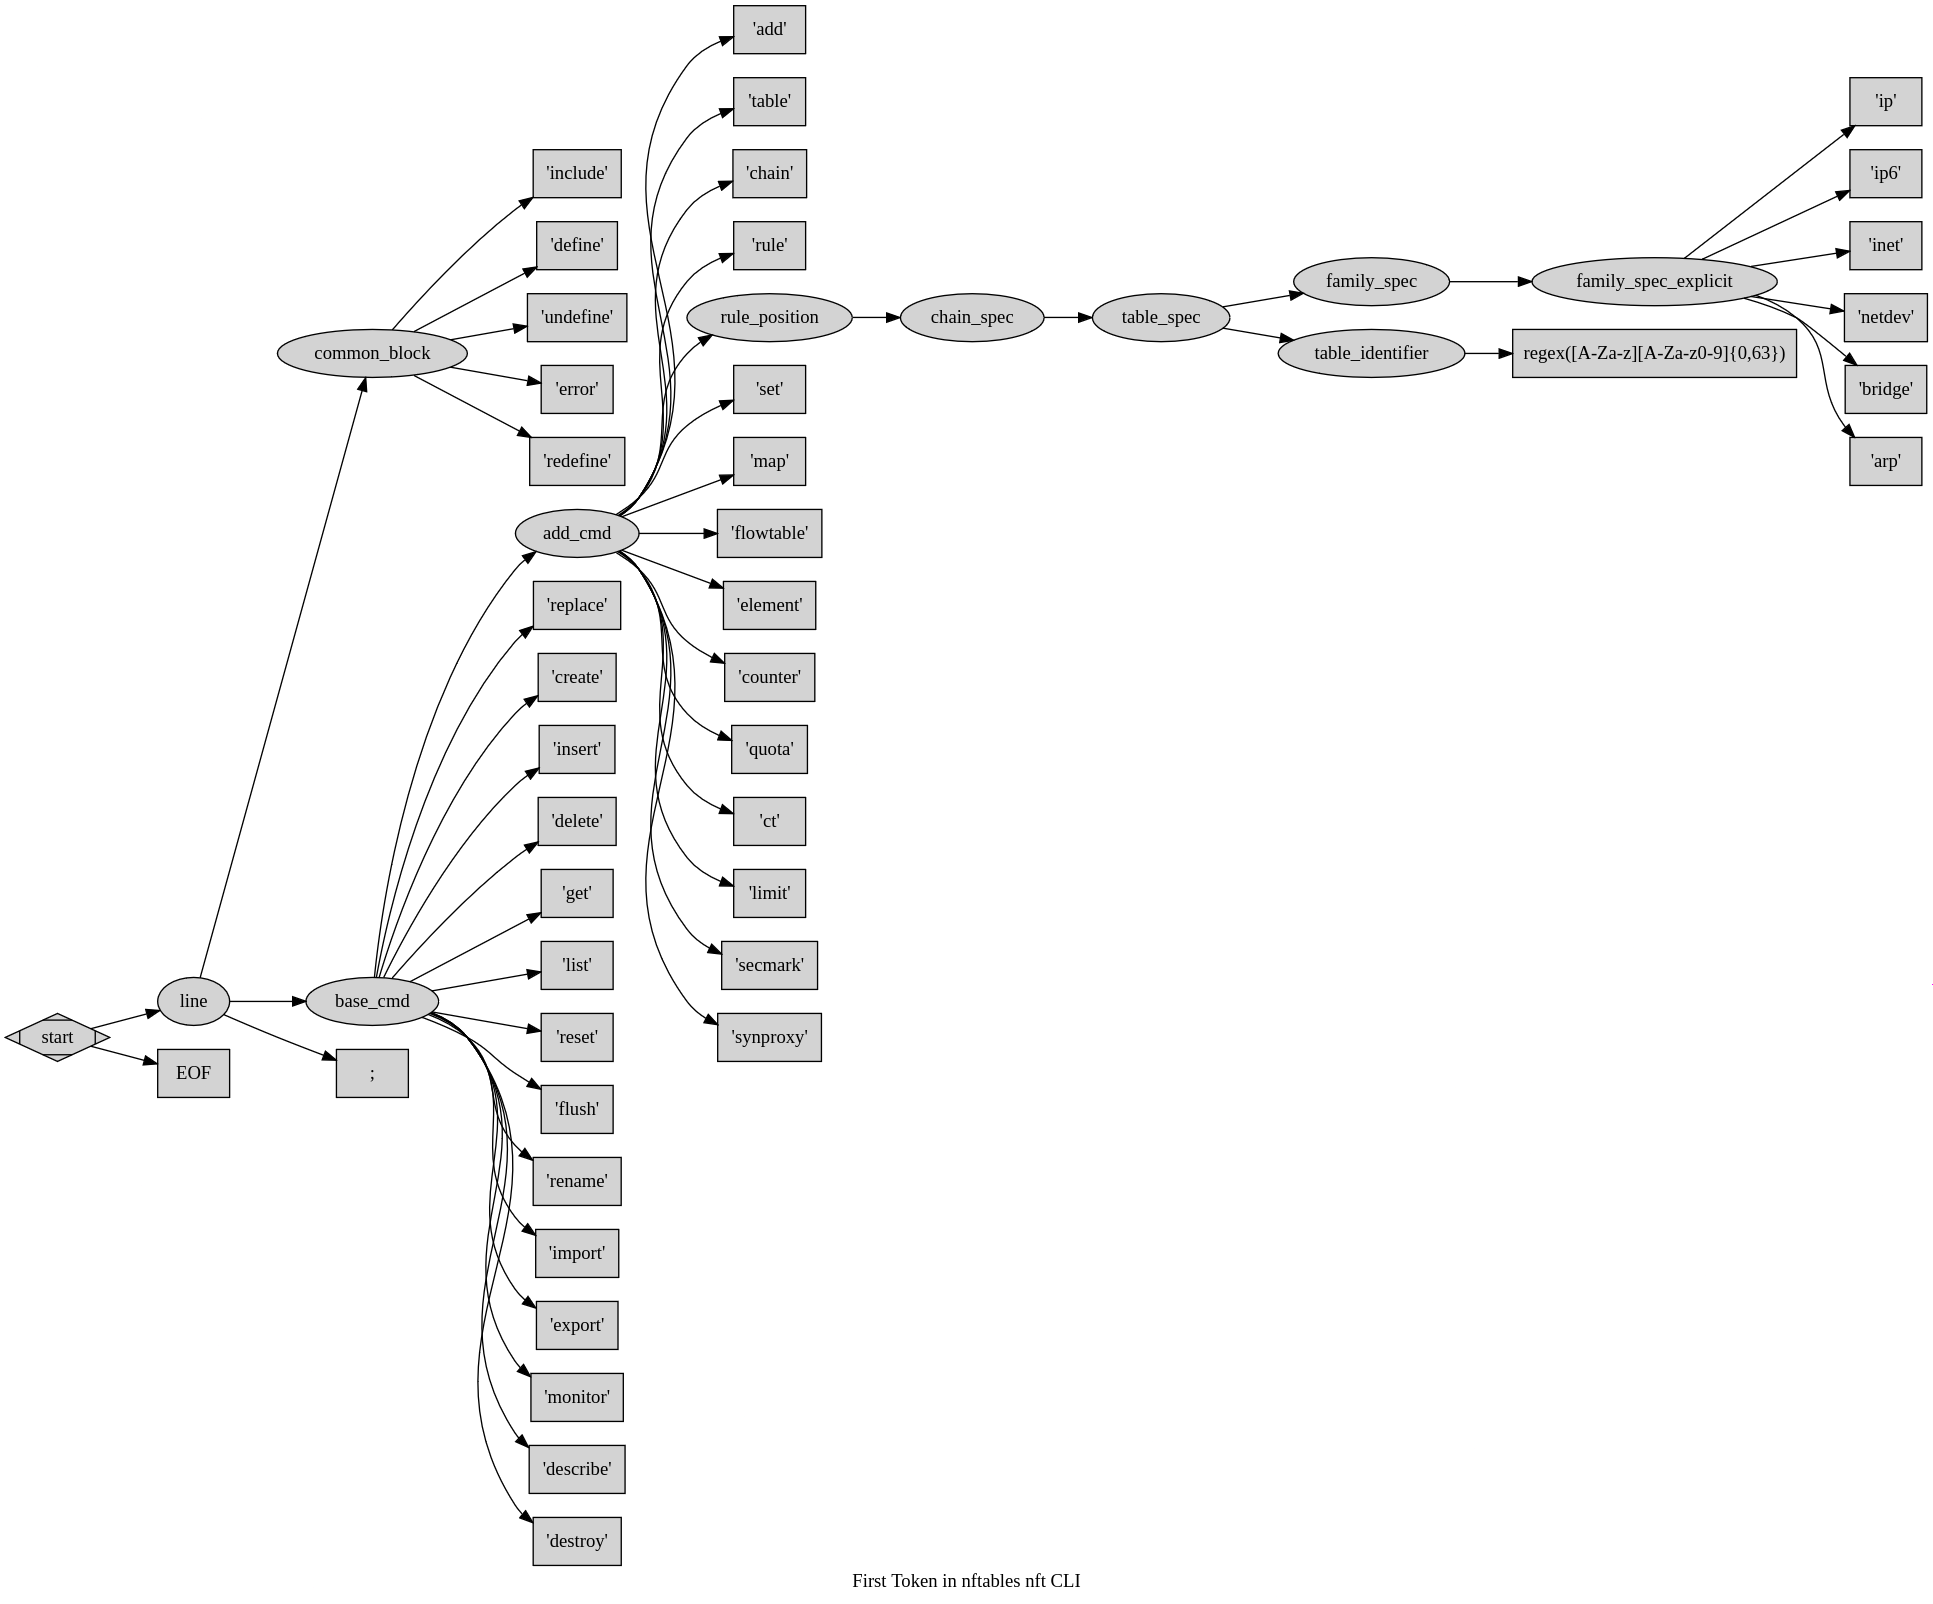 'add'
'table'
'ip'
'include'
'chain'
'ip6'
'define'
'rule'
'inet'
family_spec
family_spec_explicit
'undefine'
rule_position
chain_spec
table_spec
'netdev'
common_block
table_identifier
regex([A-Za-z][A-Za-z0-9]{0,63})
'error'
'set'
'bridge'
'redefine'
'map'
'arp'
add_cmd
'flowtable'
'replace'
'element'
'create'
'counter'
'insert'
'quota'
'delete'
'ct'
'get'
'limit'
'list'
'secmark'
line
base_cmd
start
'reset'
'synproxy'
EOF
;
'flush'
'rename'
'import'
'export'
'monitor'
'describe'
'destroy'
First Token in nftables nft CLI